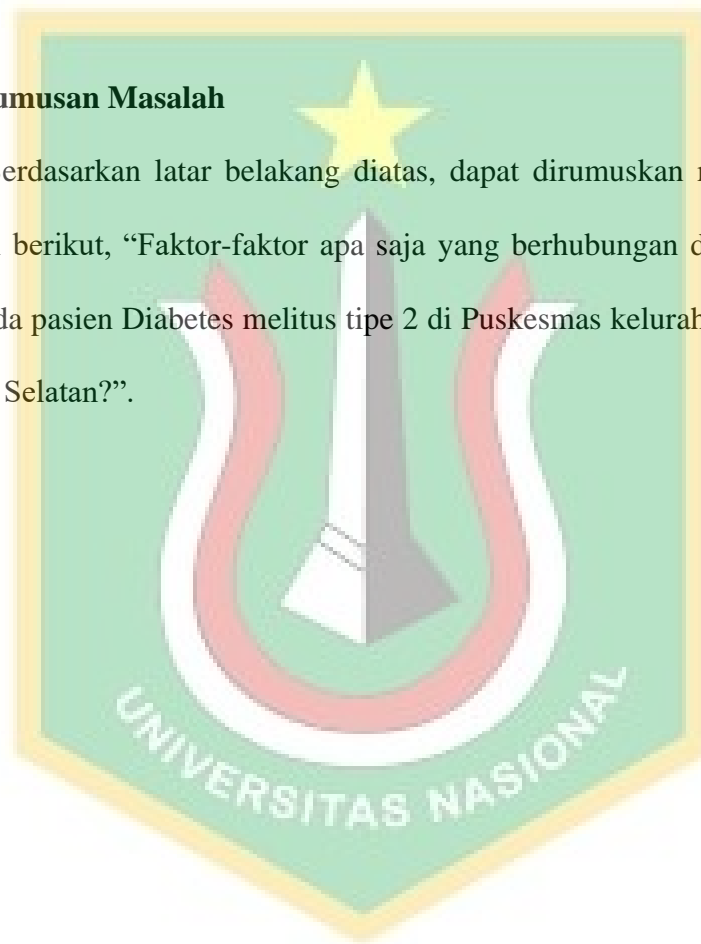 umusan Masalah
erdasarkan latar belakang diatas, dapat dirumuskan
berikut, “Faktor-faktor apa saja yang berhubungan
da pasien Diabetes melitus tipe 2 di Puskesmas kelurah
Selatan?”.
UNIVERSITAS NASIONAL